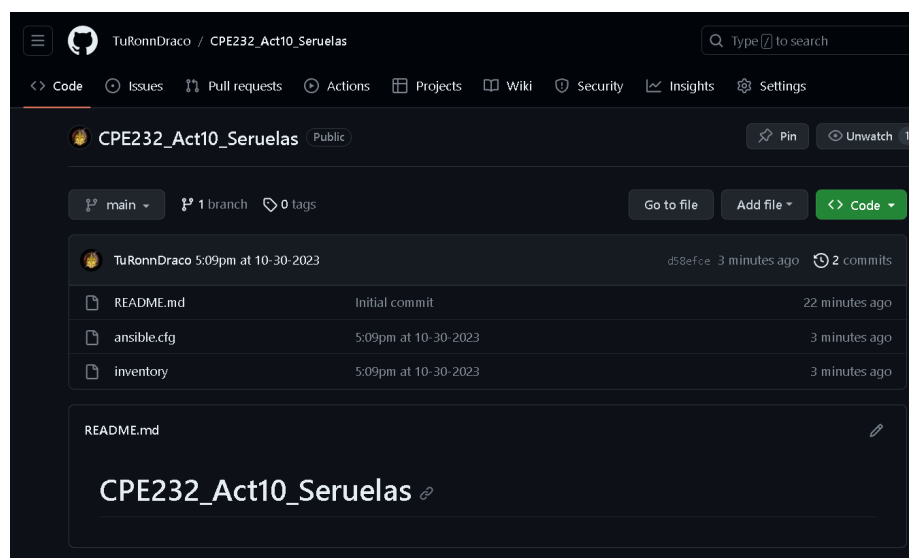 TuRonnDraco / CPE232_Act10_Seruelas Type / to search
Code Issues Pull requests Actions Projects Wiki Security Insights Settings
CPE232_Act10_Seruelas Public Pin Unwatch 1
main 1 branch 0 tags Go to file Add file Code
TuRonnDraco 5:09pm at 10-30-2023 d58efce 3 minutes ago 2 commits
README.md Initial commit 22 minutes ago
ansible.cfg 5:09pm at 10-30-2023 3 minutes ago
inventory 5:09pm at 10-30-2023 3 minutes ago
README.md
CPE232_Act10_Seruelas